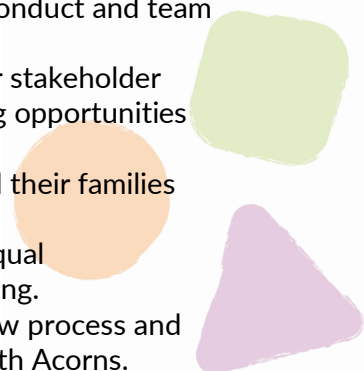 onduct and team
stakeholder
opportunities
their families
qual
ng.
w process and
th Acorns.